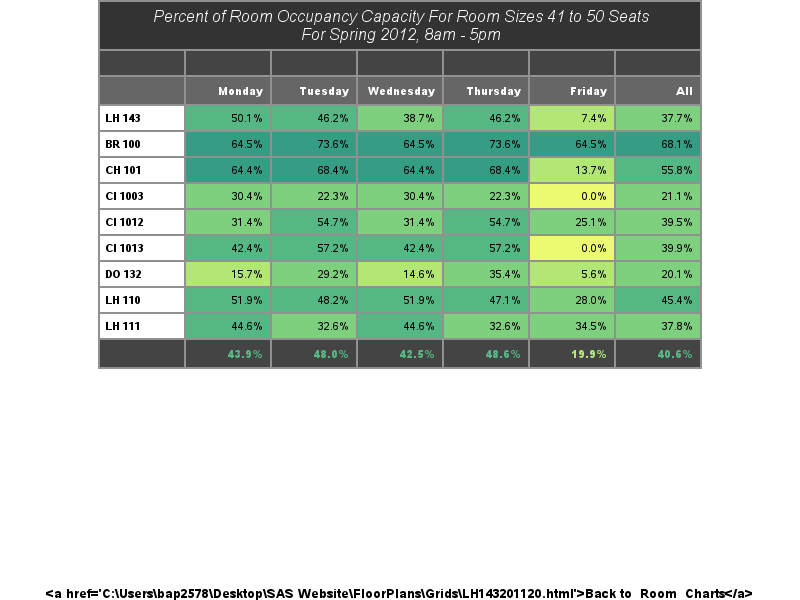 Percent of Room Occupancy Capacity For Room Sizes 41 to 50 Seats
For Spring 2012, 8am - 5pm
Monday Tuesday Wednesday Thursday Friday All
LH 143 50.1% 46.2% 38.7% 46.2% 7.4% 37.7%
BR 100 64.5% 73.6% 64.5% 73.6% 64.5% 68.1%
CH 101 64.4% 68.4% 64.4% 68.4% 13.7% 55.8%
CI 1003 30.4% 22.3% 30.4% 22.3% 0.0% 21.1%
CI 1012 31.4% 54.7% 31.4% 54.7% 25.1% 39.5%
CI 1013 42.4% 57.2% 42.4% 57.2% 0.0% 39.9%
DO 132 15.7% 29.2% 14.6% 35.4% 5.6% 20.1%
LH 110 51.9% 48.2% 51.9% 47.1% 28.0% 45.4%
LH 111 44.6% 32.6% 44.6% 32.6% 34.5% 37.8%
43.9% 48.0% 42.5% 48.6% 19.9% 40.6%
<a href='C:\Users\bap2578\Desktop\SAS Website\FloorPlans\Grids\LH143201120.html'>Back to Room Charts</a>